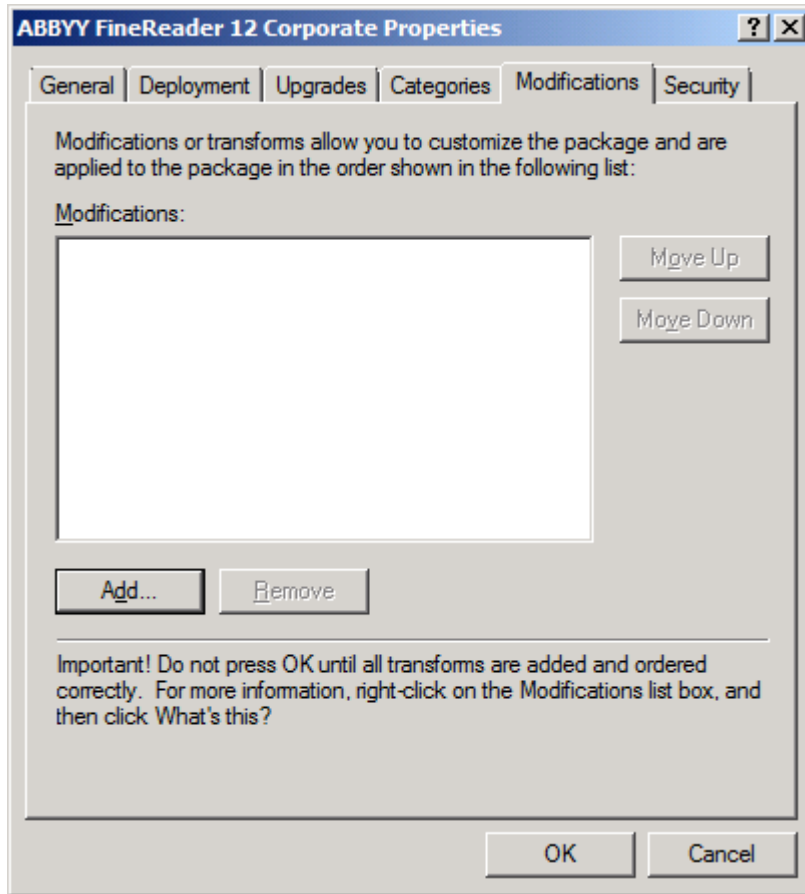 ABBYY FineReader 12 Corporate Properties
General Deployment Upgrades Categories Modifications Security
Modifications or transforms allow you to customize the package and are
applied to the package in the order shown in the following list:
Modifications:
Move Up
Move Down
Add... Remove
Important! Do not press OK until all transforms are added and ordered
correctly. For more information, right-click on the Modifications list box, and
then click What's this?
OK Cancel